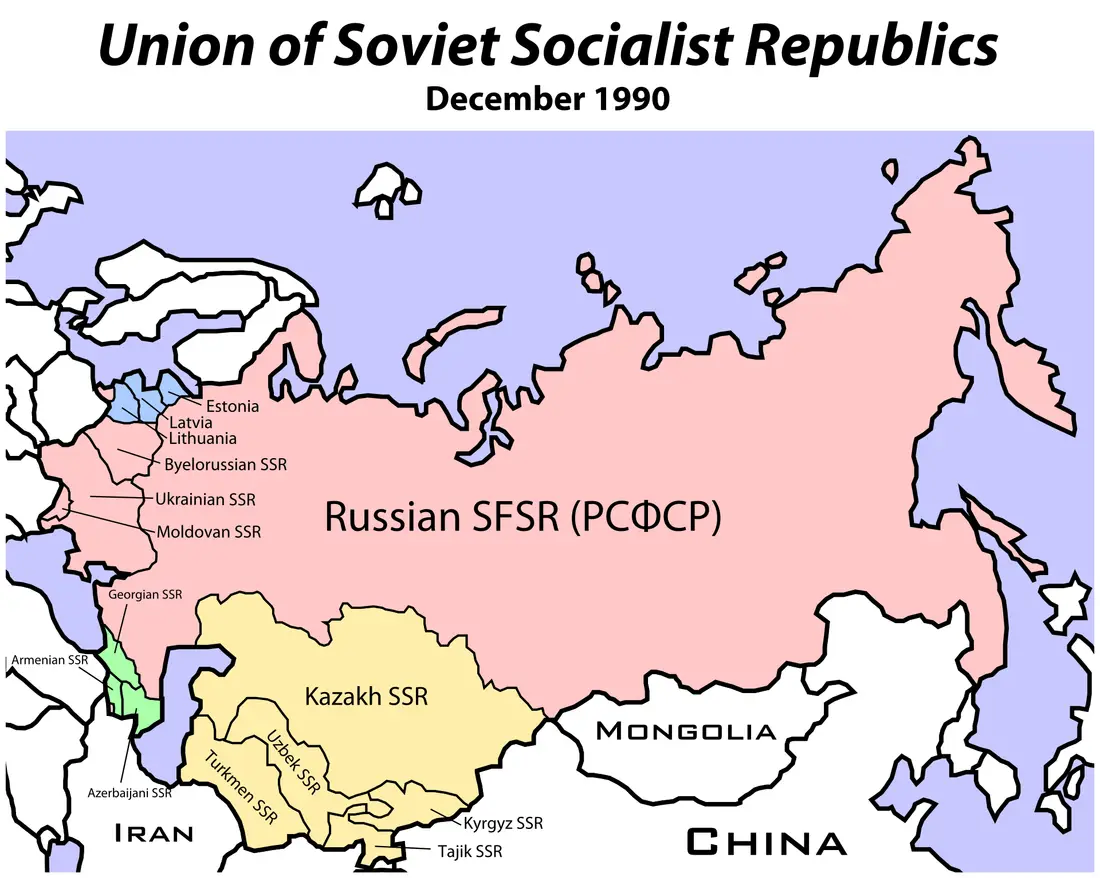 Union of Soviet Socialist Republics
December 1990
Estonia
Latvia
Lithuania
Byelorussian SSR
Ukrainian SSR
Russian SFSR (РСФСР)
Moldovan SSR
Georgian SSR
Armenian SSR
Kazakh SSR
Mongolia
Uzbek SSR
Turkmen SSR
Azerbaijani SSR
Iran
Kyrgyz SSR
China
Tajik SSR